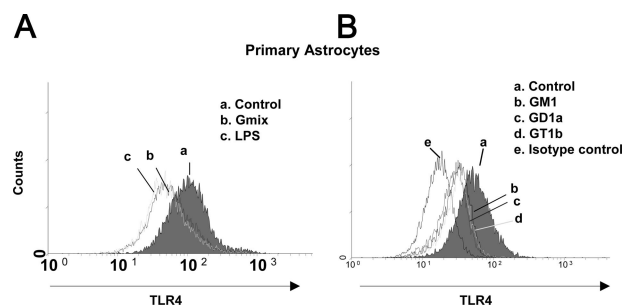 A
B
Primary Astrocytes
a. Control
b. Gmix
c. LPS
c
b
a
Counts
0
10⁰
10¹
10²
10³
TLR4
a. Control
b. GM1
c. GD1a
d. GT1b
e. Isotype control
e
a
b
c
d
0
10⁰
10¹
10²
10³
TLR4